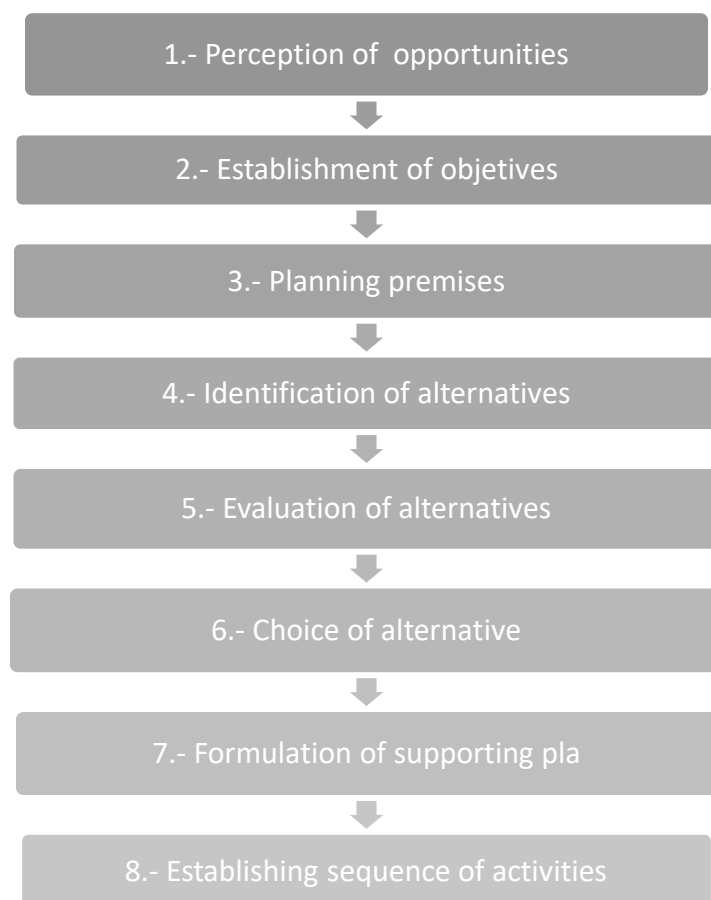 1.- Perception of  opportunities
2.- Establishment of objetives
3.- Planning premises
4.- Identification of alternatives
5.- Evaluation of alternatives
6.- Choice of alternative
7.- Formulation of supporting pla
8.- Establishing sequence of activities